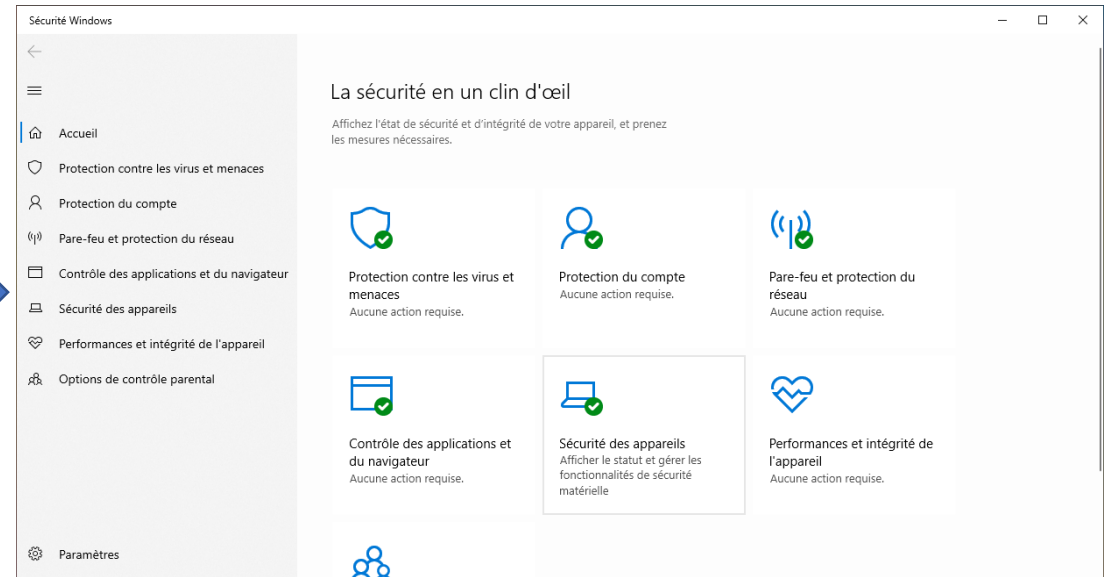 Sécurité Windows
Accueil
Protection contre les virus et menaces
Protection du compte
Pare-feu et protection du réseau
Contrôle des applications et du navigateur
Sécurité des appareils
Performances et intégrité de l'appareil
Options de contrôle parental
Paramètres
La sécurité en un clin d'œil
Affichez l'état de sécurité et d'intégrité de votre appareil, et prenez
les mesures nécessaires.
Protection contre les virus et
menaces
Aucune action requise.
Protection du compte
Aucune action requise.
Pare-feu et protection du
réseau
Aucune action requise.
Contrôle des applications et
du navigateur
Aucune action requise.
Sécurité des appareils
Afficher le statut et gérer les
fonctionnalités de sécurité
matérielle
Performances et intégrité de
l'appareil
Aucune action requise.